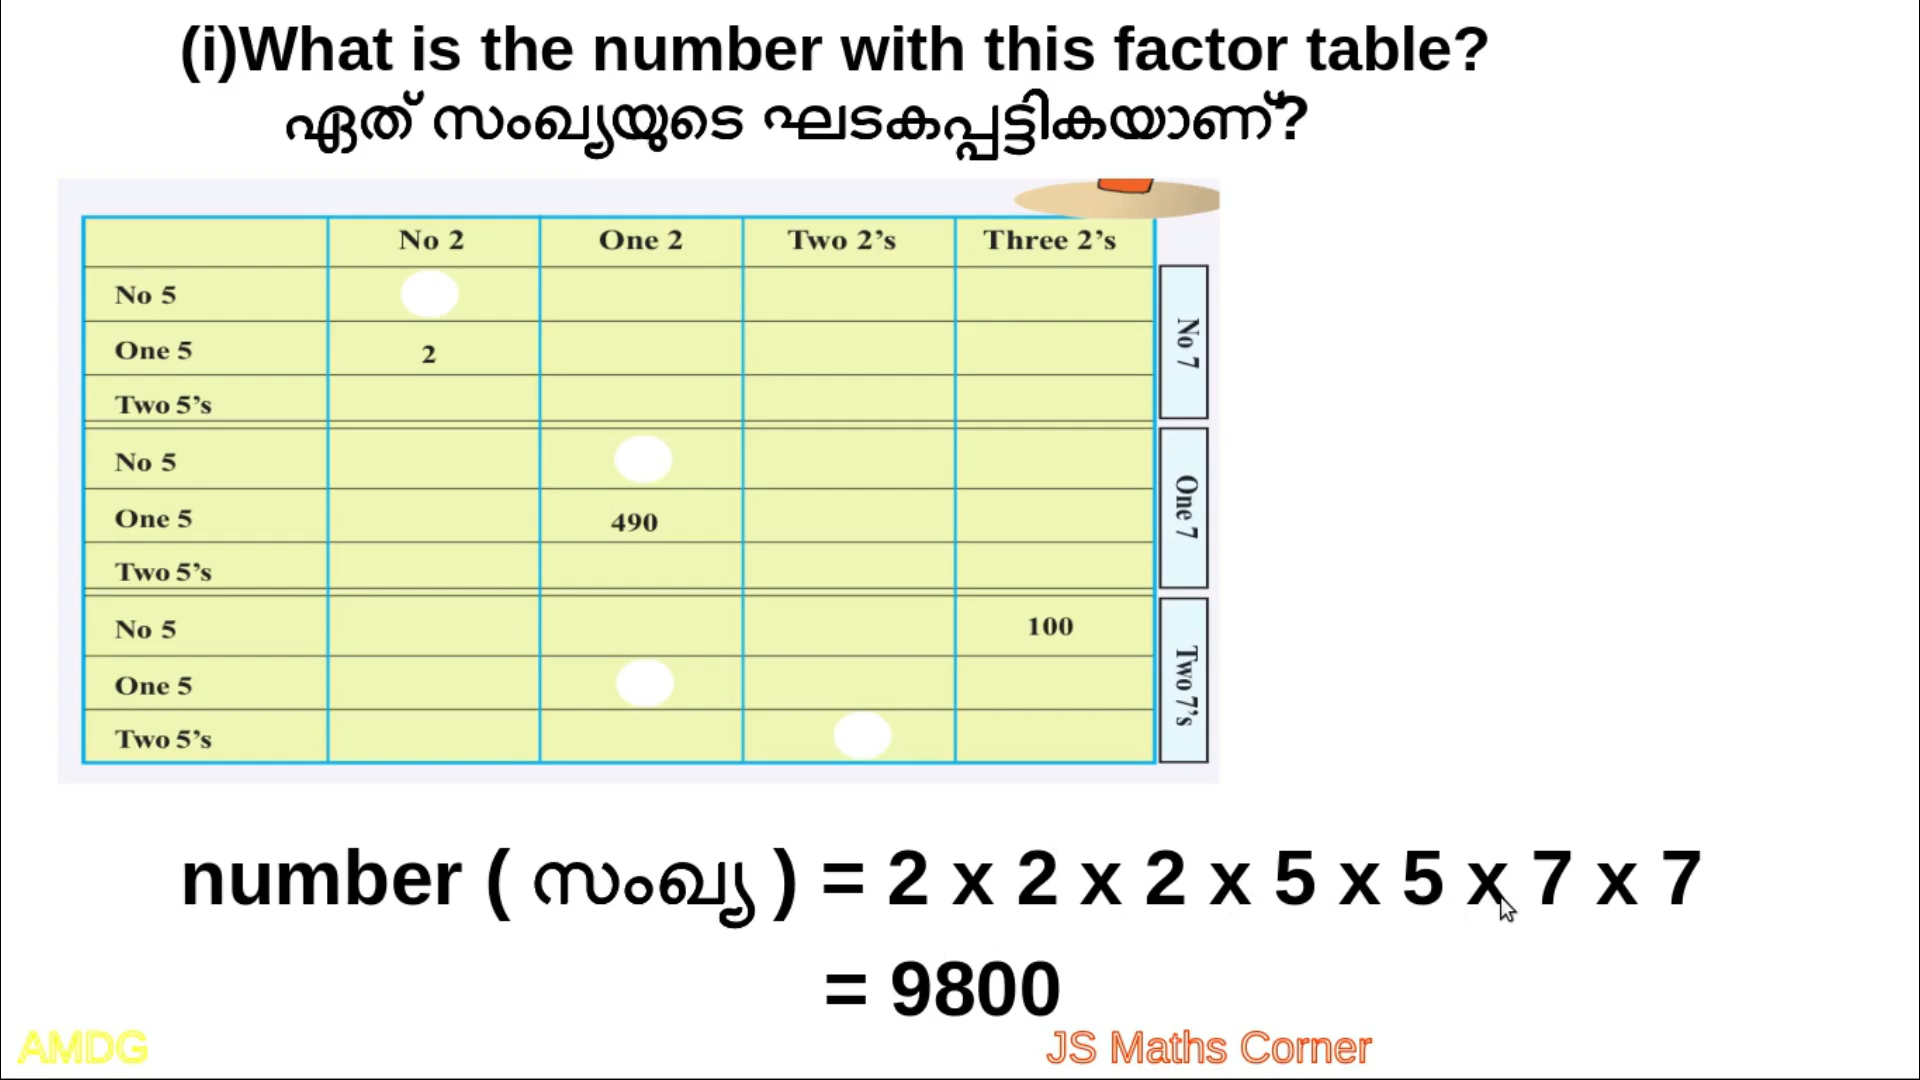 (i)What is the number with this factor table?
ഏത് സംഖ്യയുടെ ഘടകപ്പട്ടികയാണ്?
No 2 One 2 Two 2’s Three 2’s
No 5
One 5 2
Two 5’s
No 7
No 5
One 5 490
Two 5’s
One 7
No 5 100
One 5
Two 5’s
Two 7’s
number ( സംഖ്യ ) = 2 x 2 x 2 x 5 x 5 x 7 x 7
= 9800
AMDG
JS Maths Corner